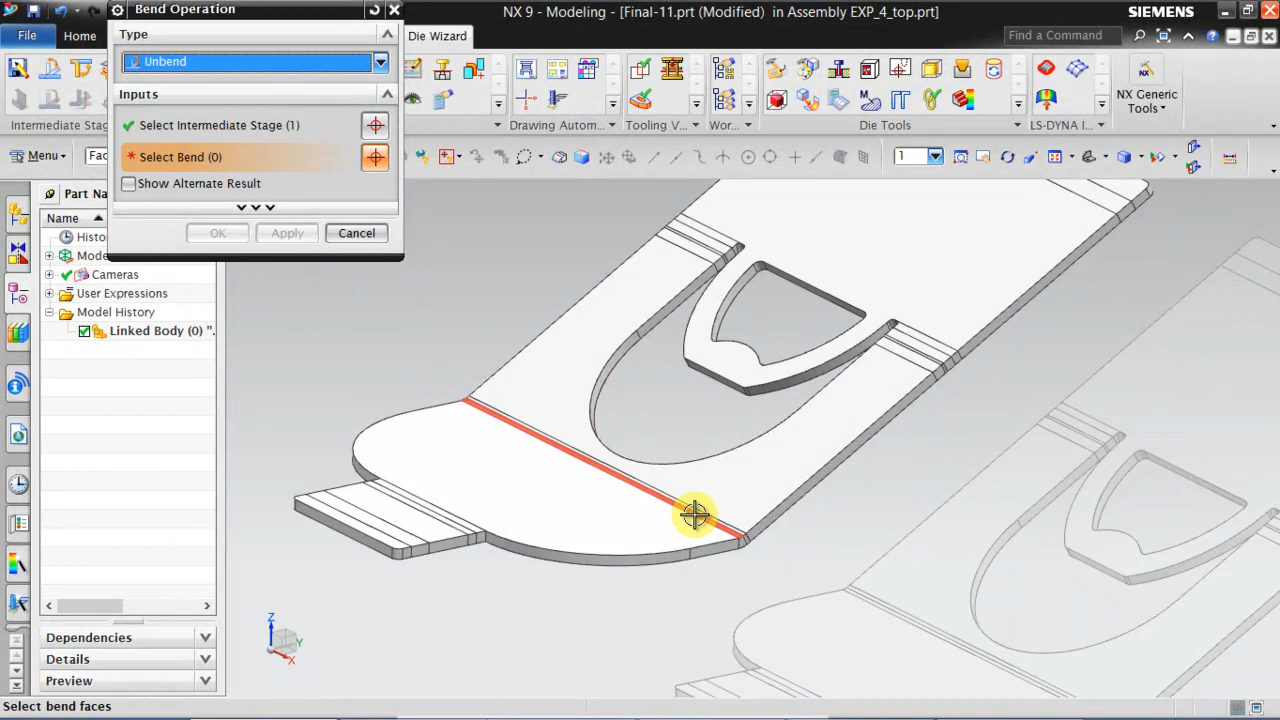 Bend Operation
NX 9 - Modeling - [Final-11.prt (Modified) in Assembly EXP_4_top.prt]
SIEMENS
File
Home
Die Wizard
Find a Command
Type
Unbend
Inputs
Select Intermediate Stage (1)
* Select Bend (0)
Show Alternate Result
OK
Apply
Cancel
Intermediate Stage
Drawing Autom...
Tooling V...
Wor...
Die Tools
LS-DYNA I...
NX Generic
Tools
Menu
1
Part Na
Name
Cameras
User Expressions
Model History
Linked Body (0) ".
Dependencies
Details
Preview
Z
Y
X
Select bend faces